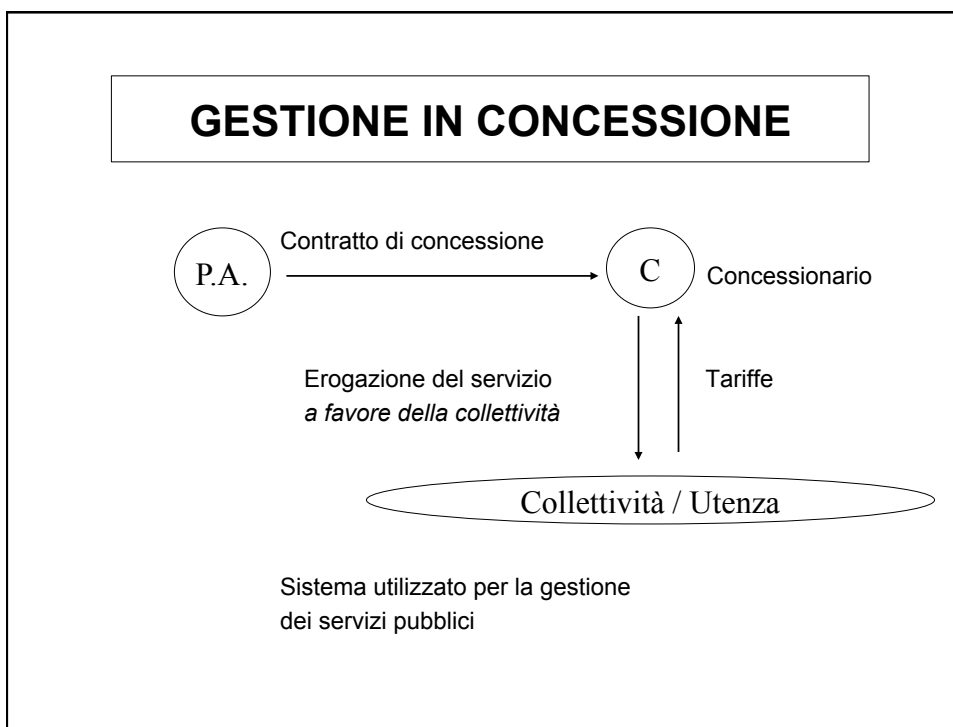 GESTIONE IN CONCESSIONE
Contratto di concessione
P.A.
C
Concessionario
Erogazione del servizio
a favore della collettività
Tariffe
Collettività / Utenza
Sistema utilizzato per la gestione
dei servizi pubblici